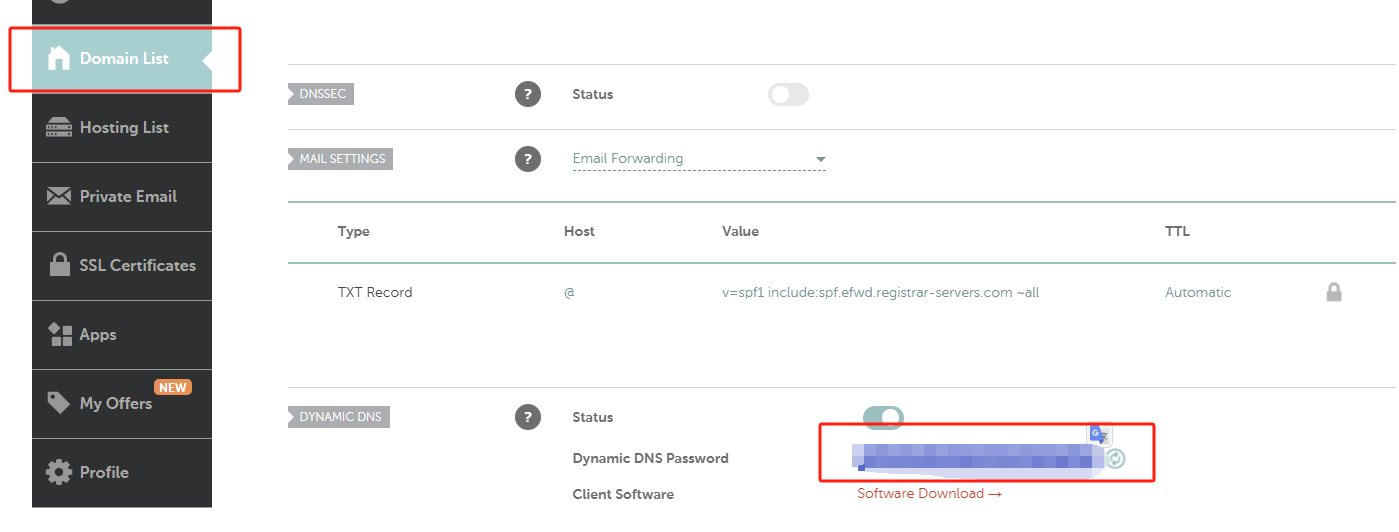 Domain List
Hosting List
Private Email
SSL Certificates
Apps
NEW
My Offers
Profile
DNSSEC ? Status
MAIL SETTINGS ? Email Forwarding
Type Host Value TTL
TXT Record @ v=spf1 include:spf.efwd.registrar-servers.com ~all Automatic
DYNAMIC DNS ? Status
Dynamic DNS Password
Client Software Software Download →